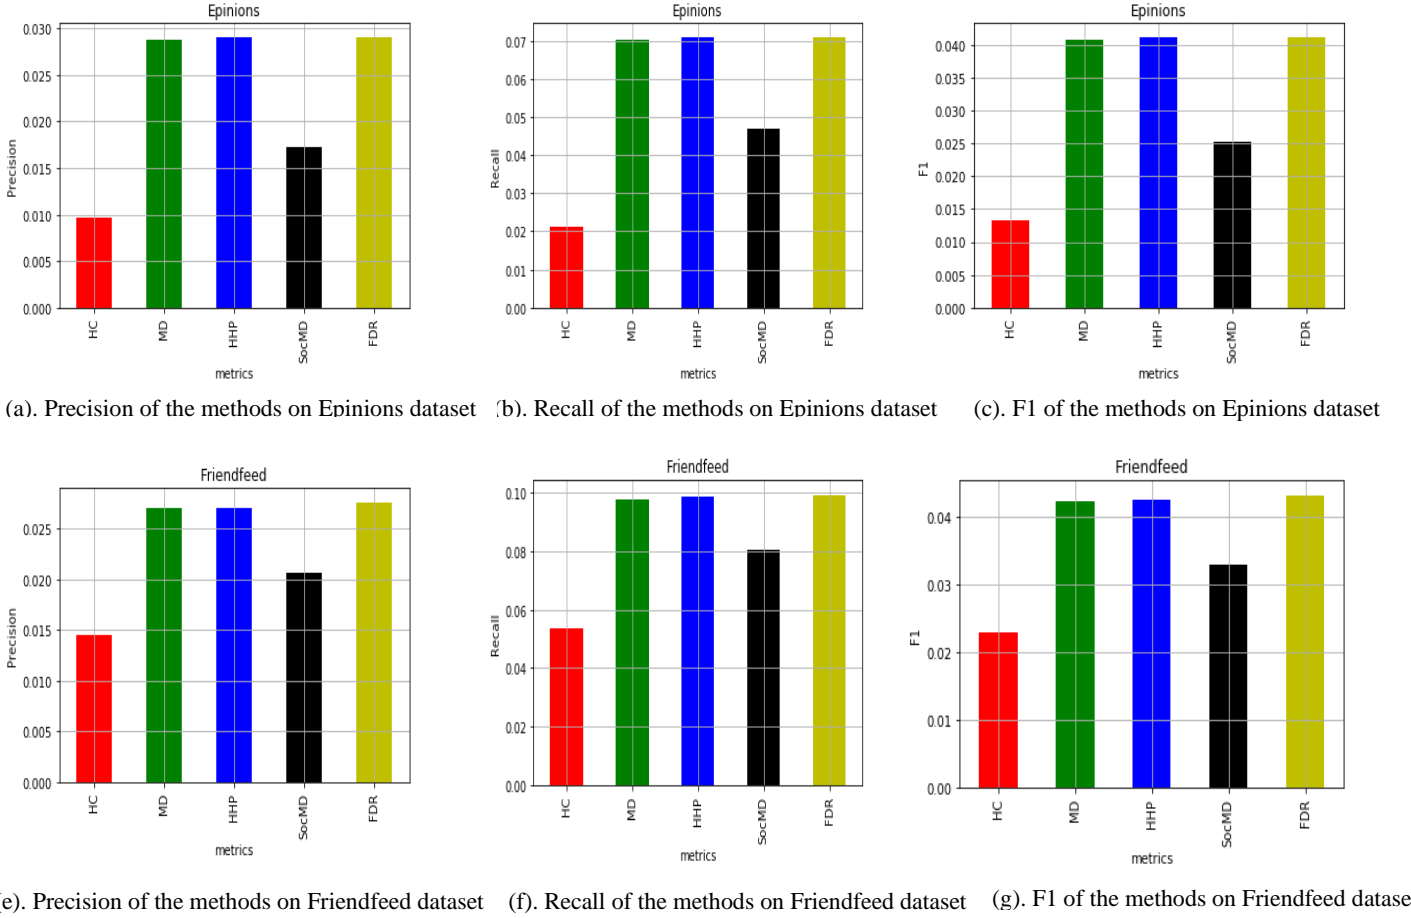 Epinions
0.030
0.025
0.020
0.015
0.010
0.005
0.000
Precision
HC
MD
HHP
SocMD
FDR
metrics
(a). Precision of the methods on Epinions dataset
Epinions
0.07
0.06
0.05
0.04
0.03
0.02
0.01
0.00
Recall
HC
MD
HHP
SocMD
FDR
metrics
(b). Recall of the methods on Epinions dataset
Epinions
0.040
0.035
0.030
0.025
0.020
0.015
0.010
0.005
0.000
F1
HC
MD
HHP
SocMD
FDR
metrics
(c). F1 of the methods on Epinions dataset
Friendfeed
0.025
0.020
0.015
0.010
0.005
0.000
Precision
HC
MD
HHP
SocMD
FDR
metrics
(e). Precision of the methods on Friendfeed dataset
Friendfeed
0.10
0.08
0.06
0.04
0.02
0.00
Recall
HC
MD
HHP
SocMD
FDR
metrics
(f). Recall of the methods on Friendfeed dataset
Friendfeed
0.04
0.03
0.02
0.01
0.00
F1
HC
MD
HHP
SocMD
FDR
metrics
(g). F1 of the methods on Friendfeed datase